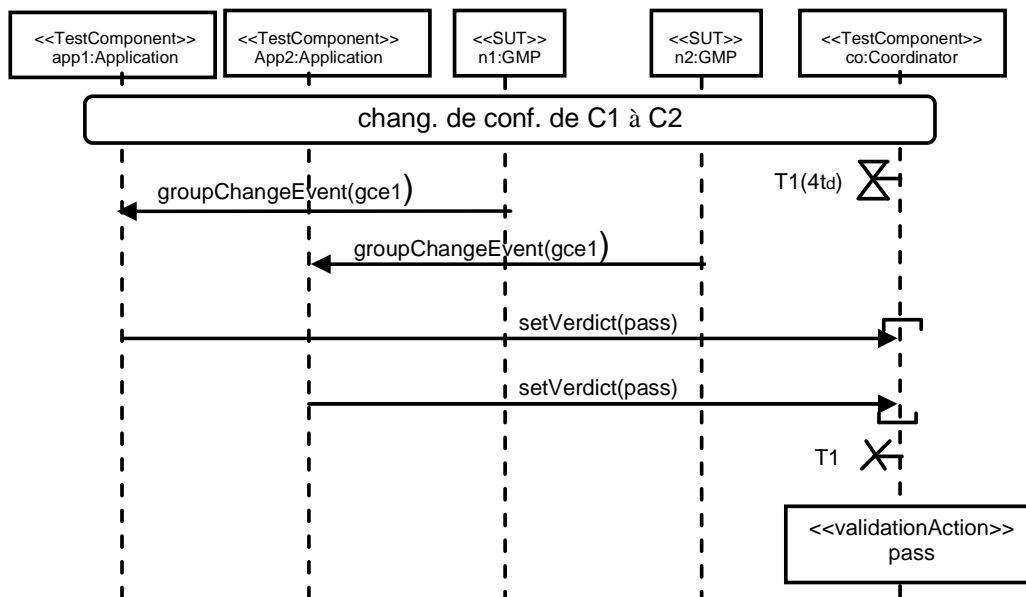 <<TestComponent>>
app1:Application
<<TestComponent>>
App2:Application
<<SUT>>
n1:GMP
<<SUT>>
n2:GMP
<<TestComponent>>
co:Coordinator
chang. de conf. de C1 à C2
T1(4td)
groupChangeEvent(gce1)
groupChangeEvent(gce1)
setVerdict(pass)
setVerdict(pass)
T1
<<validationAction>>
pass